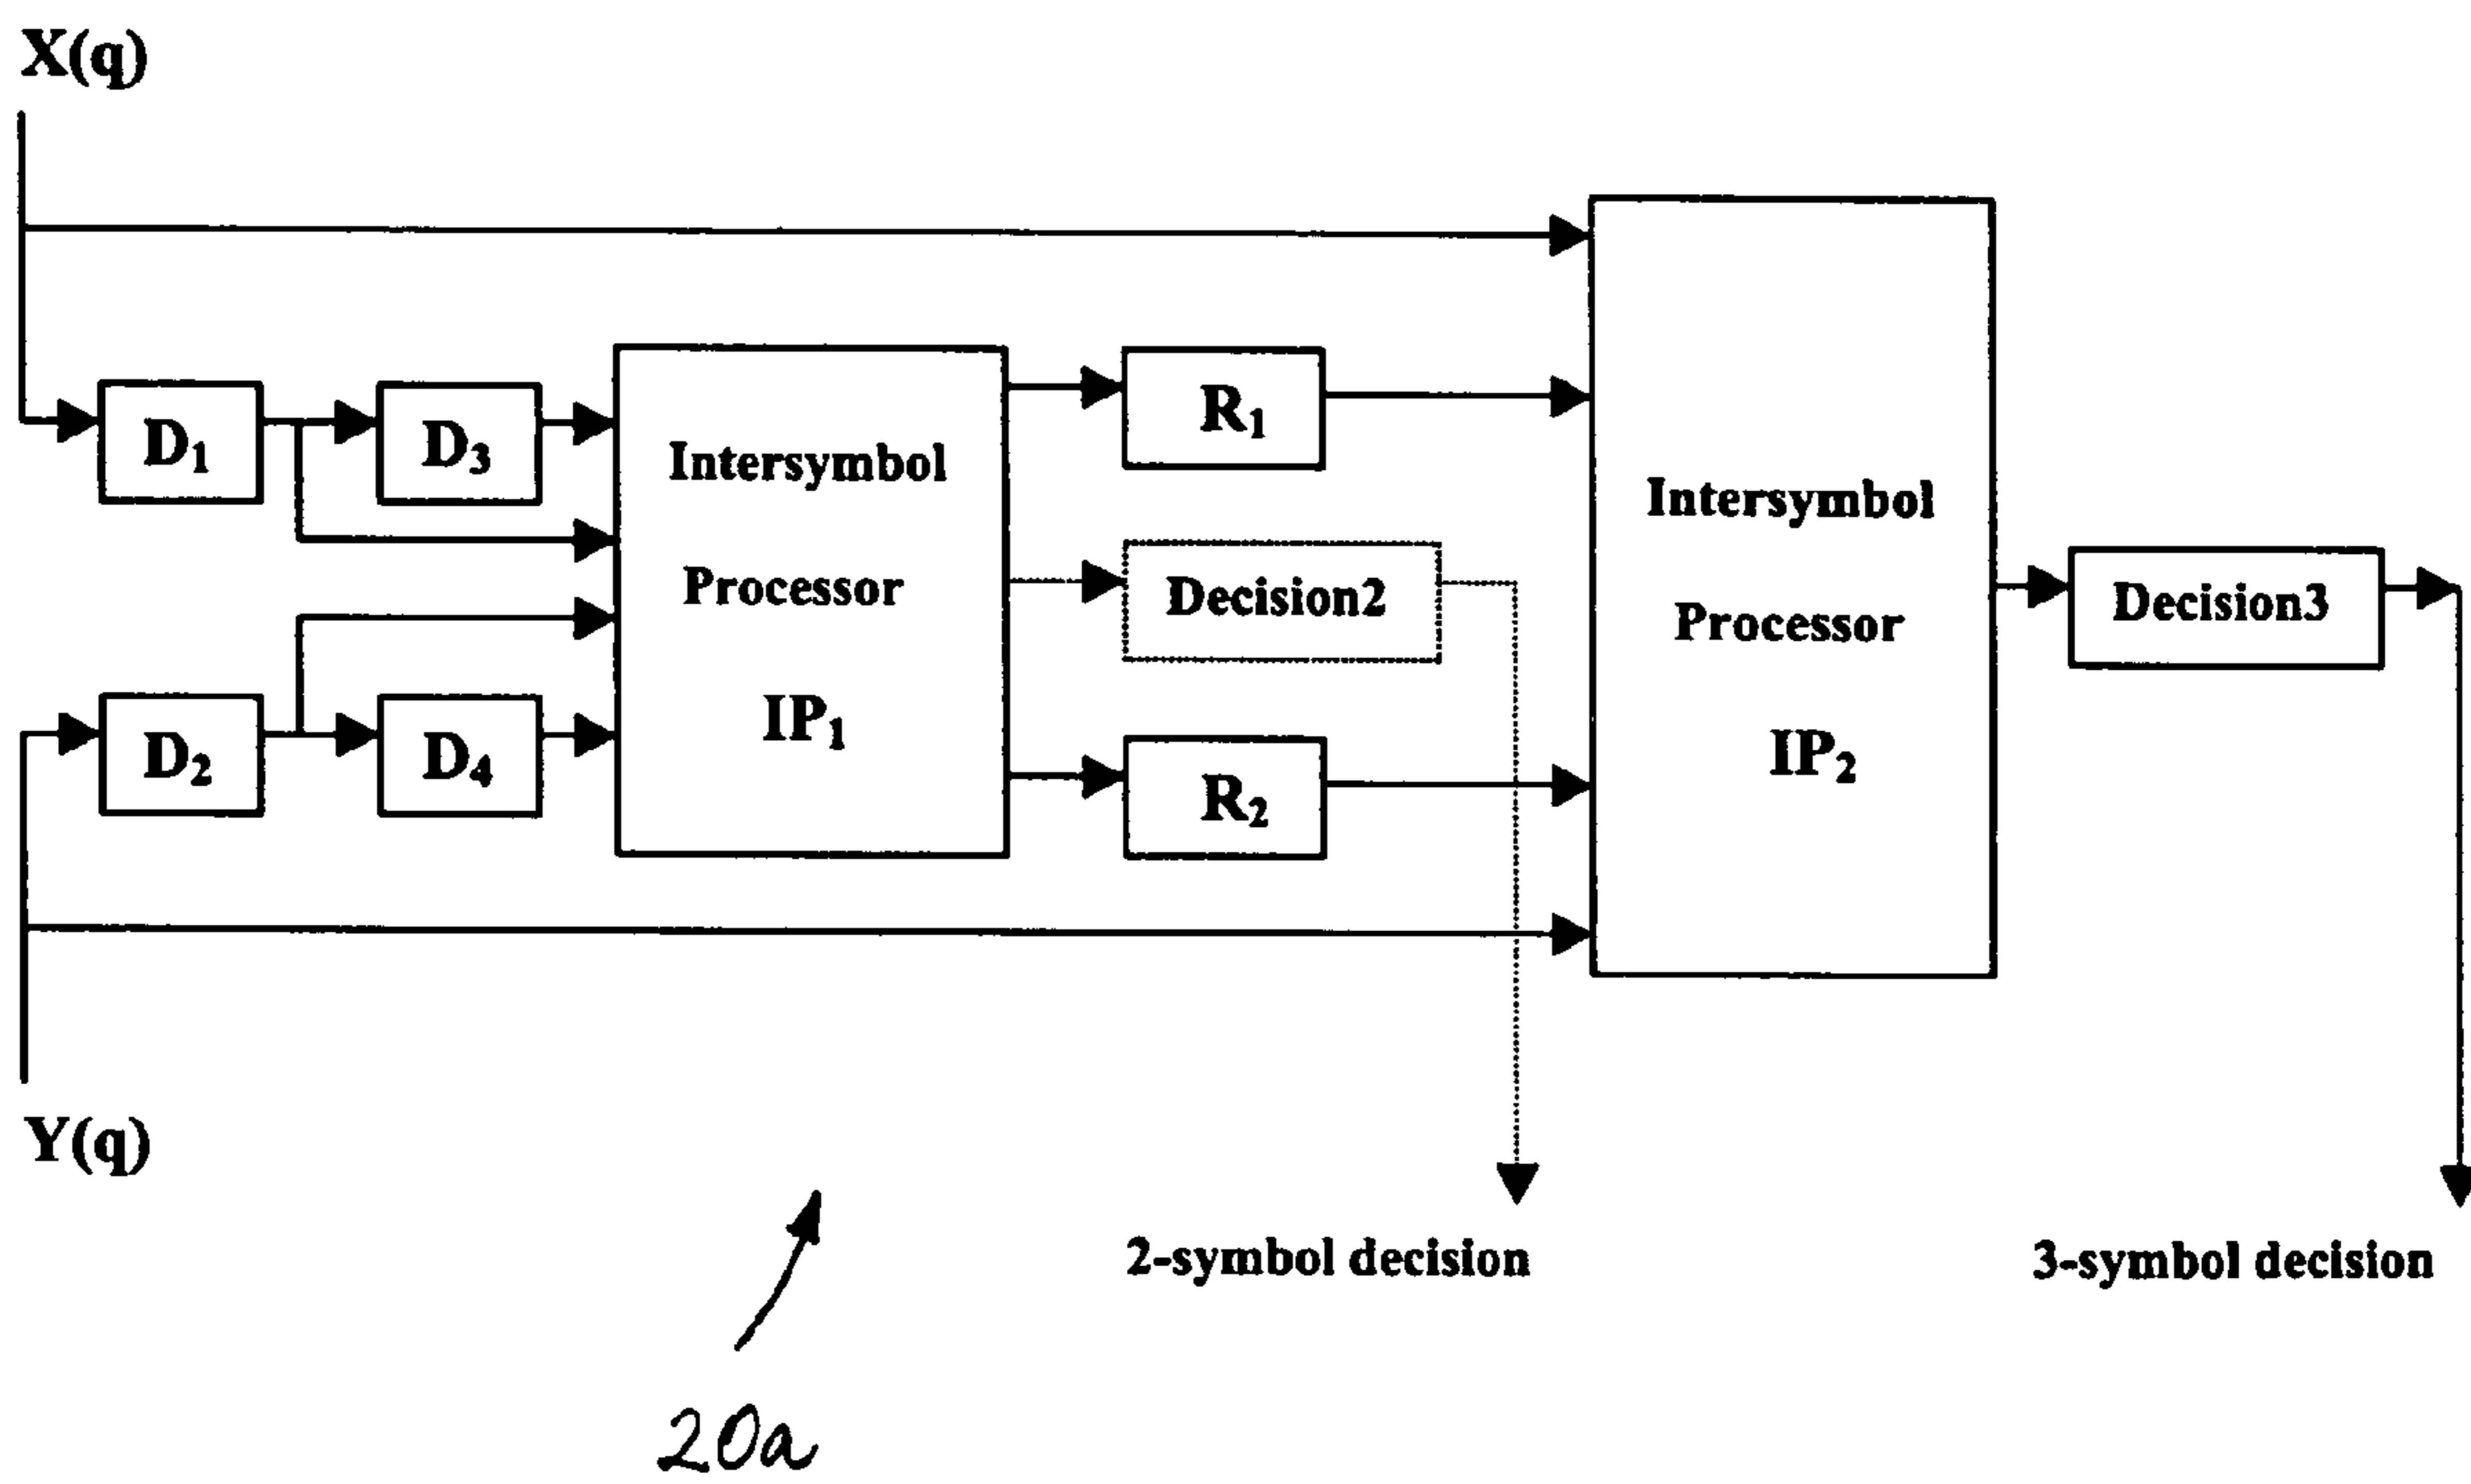 X(q)
D₁
D₃
Intersymbol
Processor
IP₁
R₁
Decision2
R₂
Intersymbol
Processor
IP₂
Decision3
D₂
D₄
Y(q)
2-symbol decision
3-symbol decision
20a